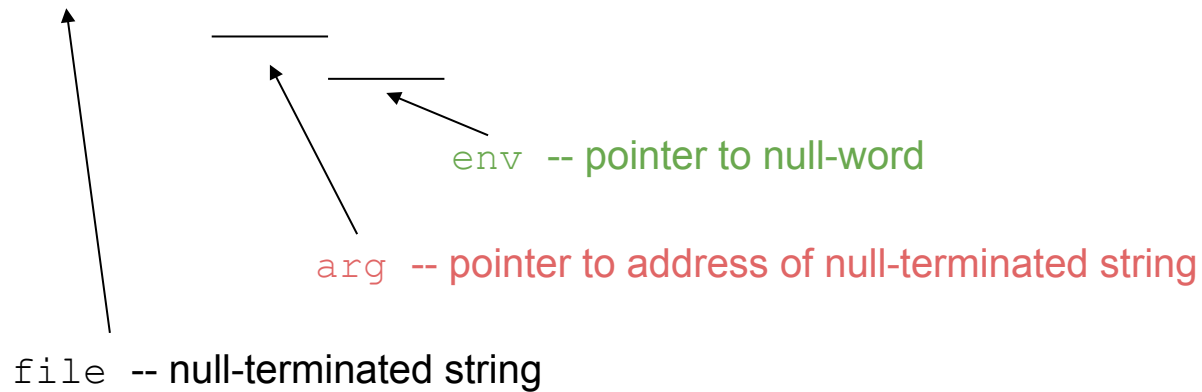 env -- pointer to null-word
arg -- pointer to address of null-terminated string
file -- null-terminated string